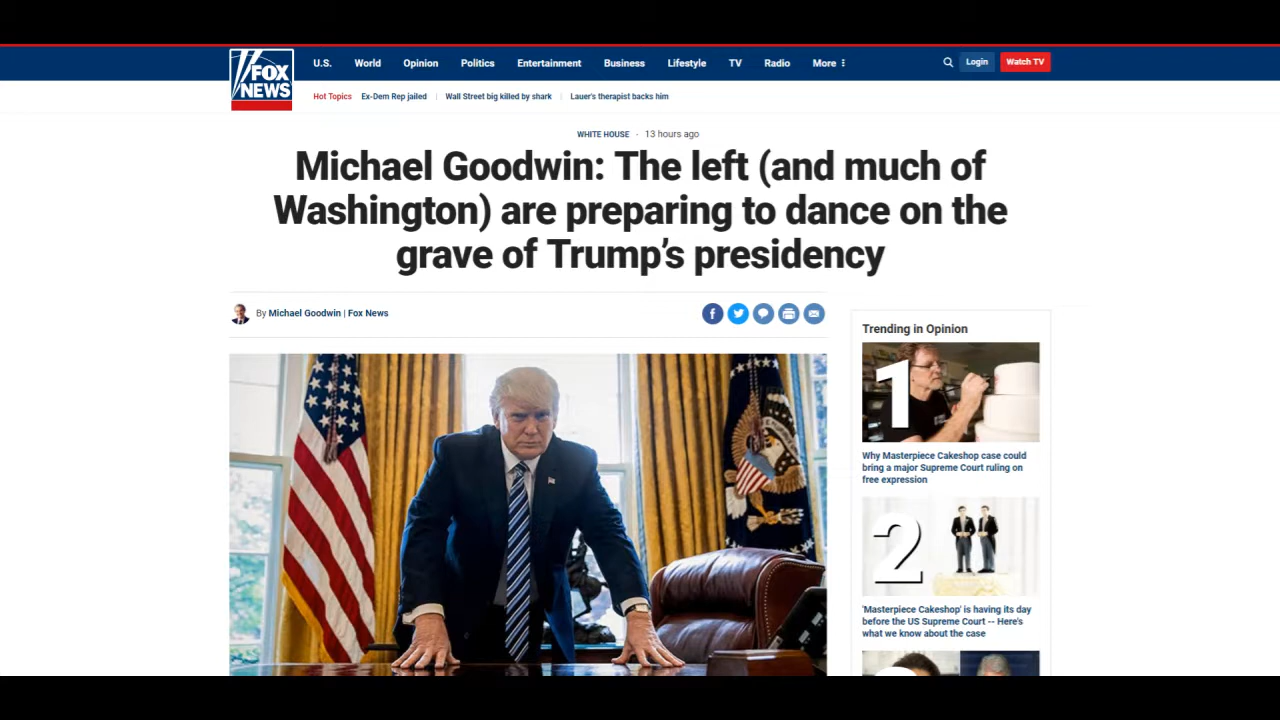 FOX
NEWS
U.S. World Opinion Politics Entertainment Business Lifestyle TV Radio More Login Watch TV
Hot Topics Ex-Dem Rep jailed Wall Street big killed by shark Lauer's therapist backs him
WHITE HOUSE · 13 hours ago
Michael Goodwin: The left (and much of
Washington) are preparing to dance on the
grave of Trump's presidency
By Michael Goodwin | Fox News
f
Trending in Opinion
1
Why Masterpiece Cakeshop case could
bring a major Supreme Court ruling on
free expression
2
'Masterpiece Cakeshop' is having its day
before the US Supreme Court -- Here's
what we know about the case